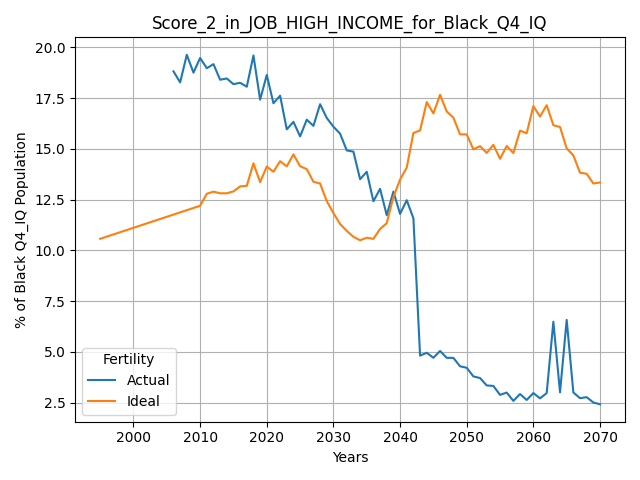 Score_2_in_JOB_HIGH_INCOME_for_Black_Q4_IQ
% of Black Q4_IQ Population
20.0
17.5
15.0
12.5
10.0
7.5
5.0
2.5
Fertility
Actual
Ideal
2000 2010 2020 2030 2040 2050 2060 2070
Years